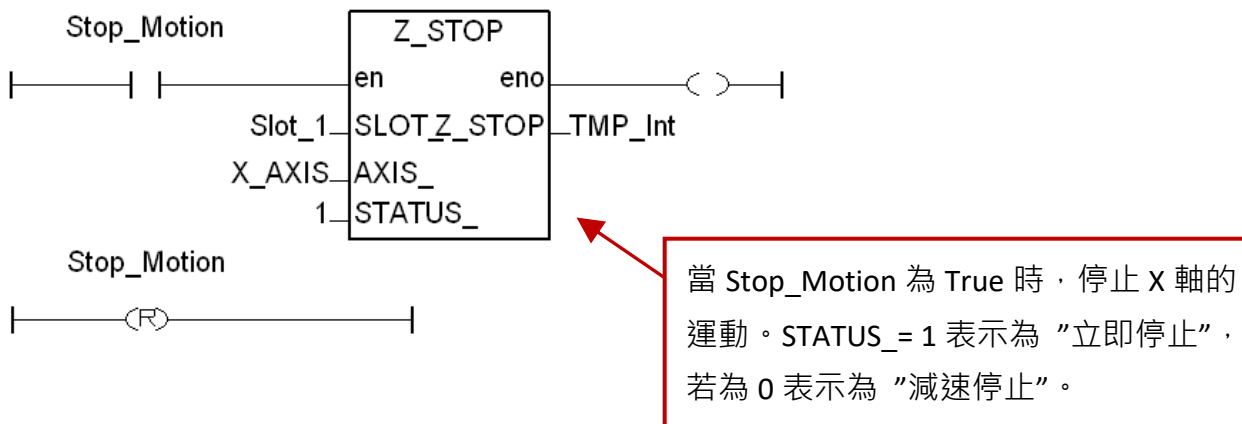 Stop_Motion
Z_STOP
en eno
( )
Slot_1 SLOT_ Z_STOP TMP_Int
X_AXIS AXIS_
1 STATUS_
Stop_Motion
(R)
當 Stop_Motion 為 True 時,停止 X 軸的
運動。STATUS_= 1 表示為 ”立即停止”,
若為 0 表示為 ”減速停止”。